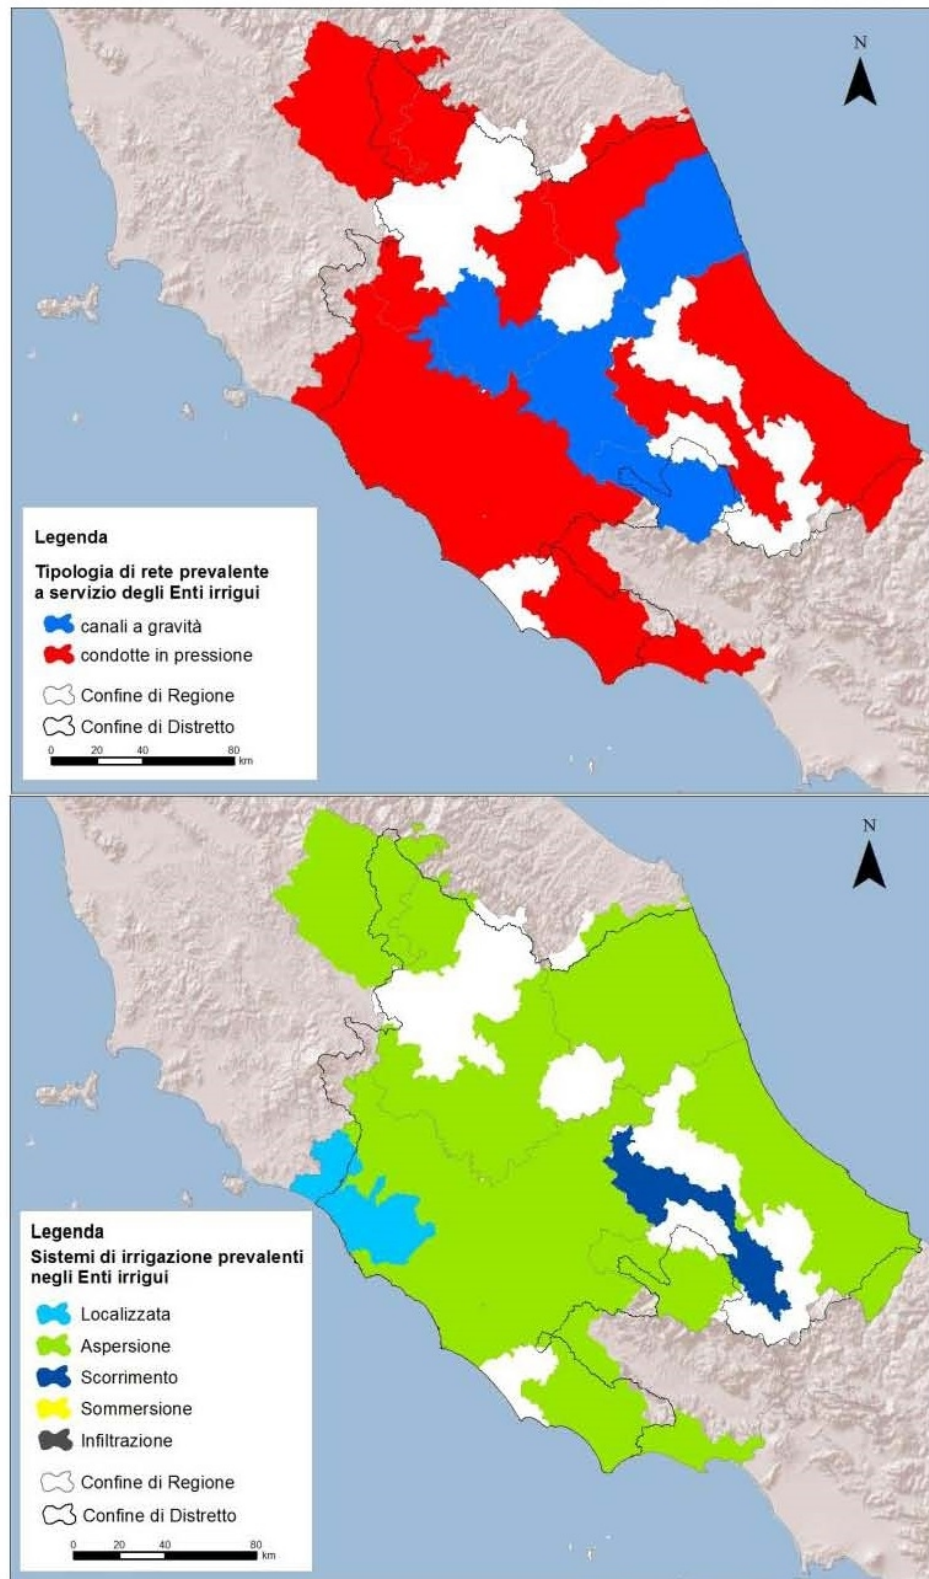 N
Legenda
Tipologia di rete prevalente
a servizio degli Enti irrigui
canali a gravità
condotte in pressione
Confine di Regione
Confine di Distretto
0 20 40 80
km
N
Legenda
Sistemi di irrigazione prevalenti
negli Enti irrigui
Localizzata
Aspersione
Scorrimento
Sommersione
Infiltrazione
Confine di Regione
Confine di Distretto
0 20 40 80
km